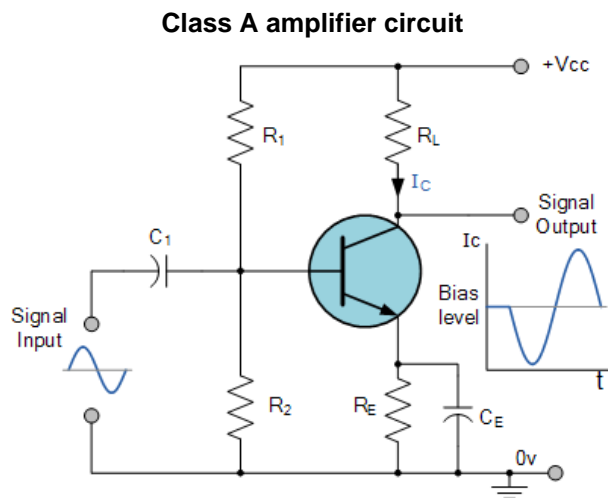 Class A amplifier circuit
+Vcc
R1
RL
IC
C1
Signal
Output
Ic
Bias
level
Signal
Input
t
R2
RE
CE
0v